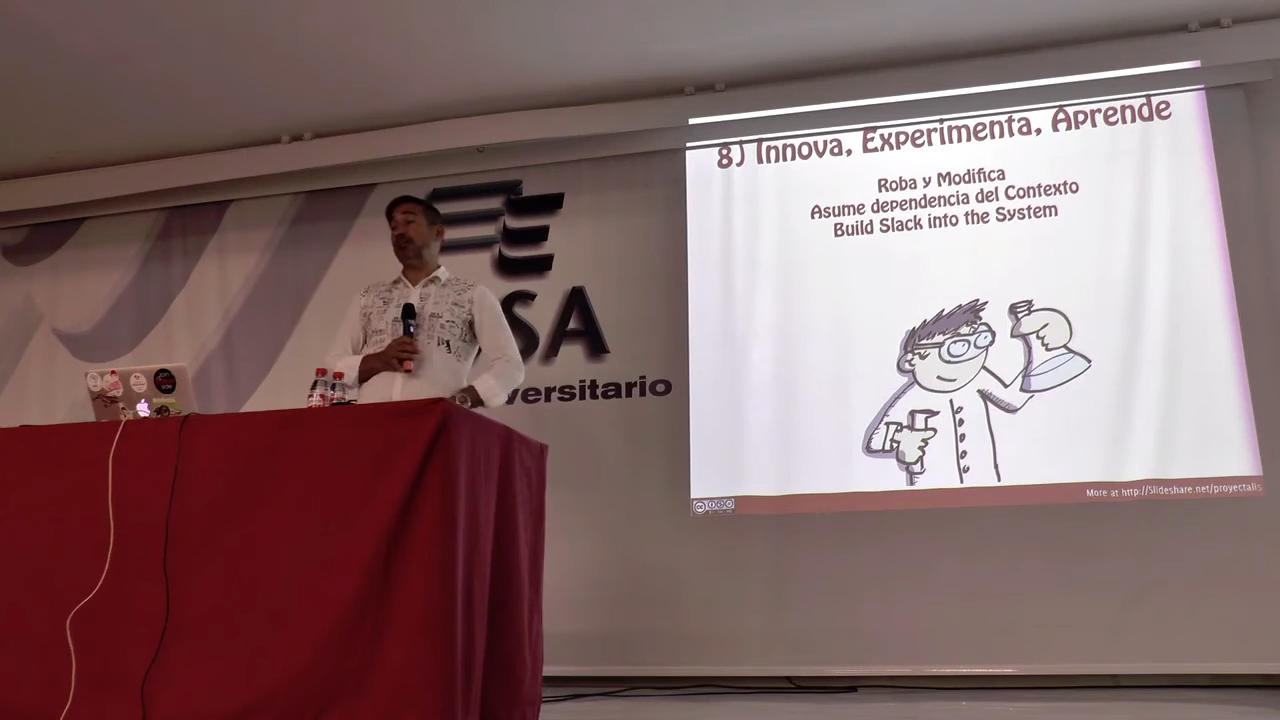 8) Innova, Experimenta, Aprende
Roba y Modifica
Asume dependencia del Contexto
Build Slack into the System
More at http://Slideshare.net/proyectalis
SA
versitario
cc